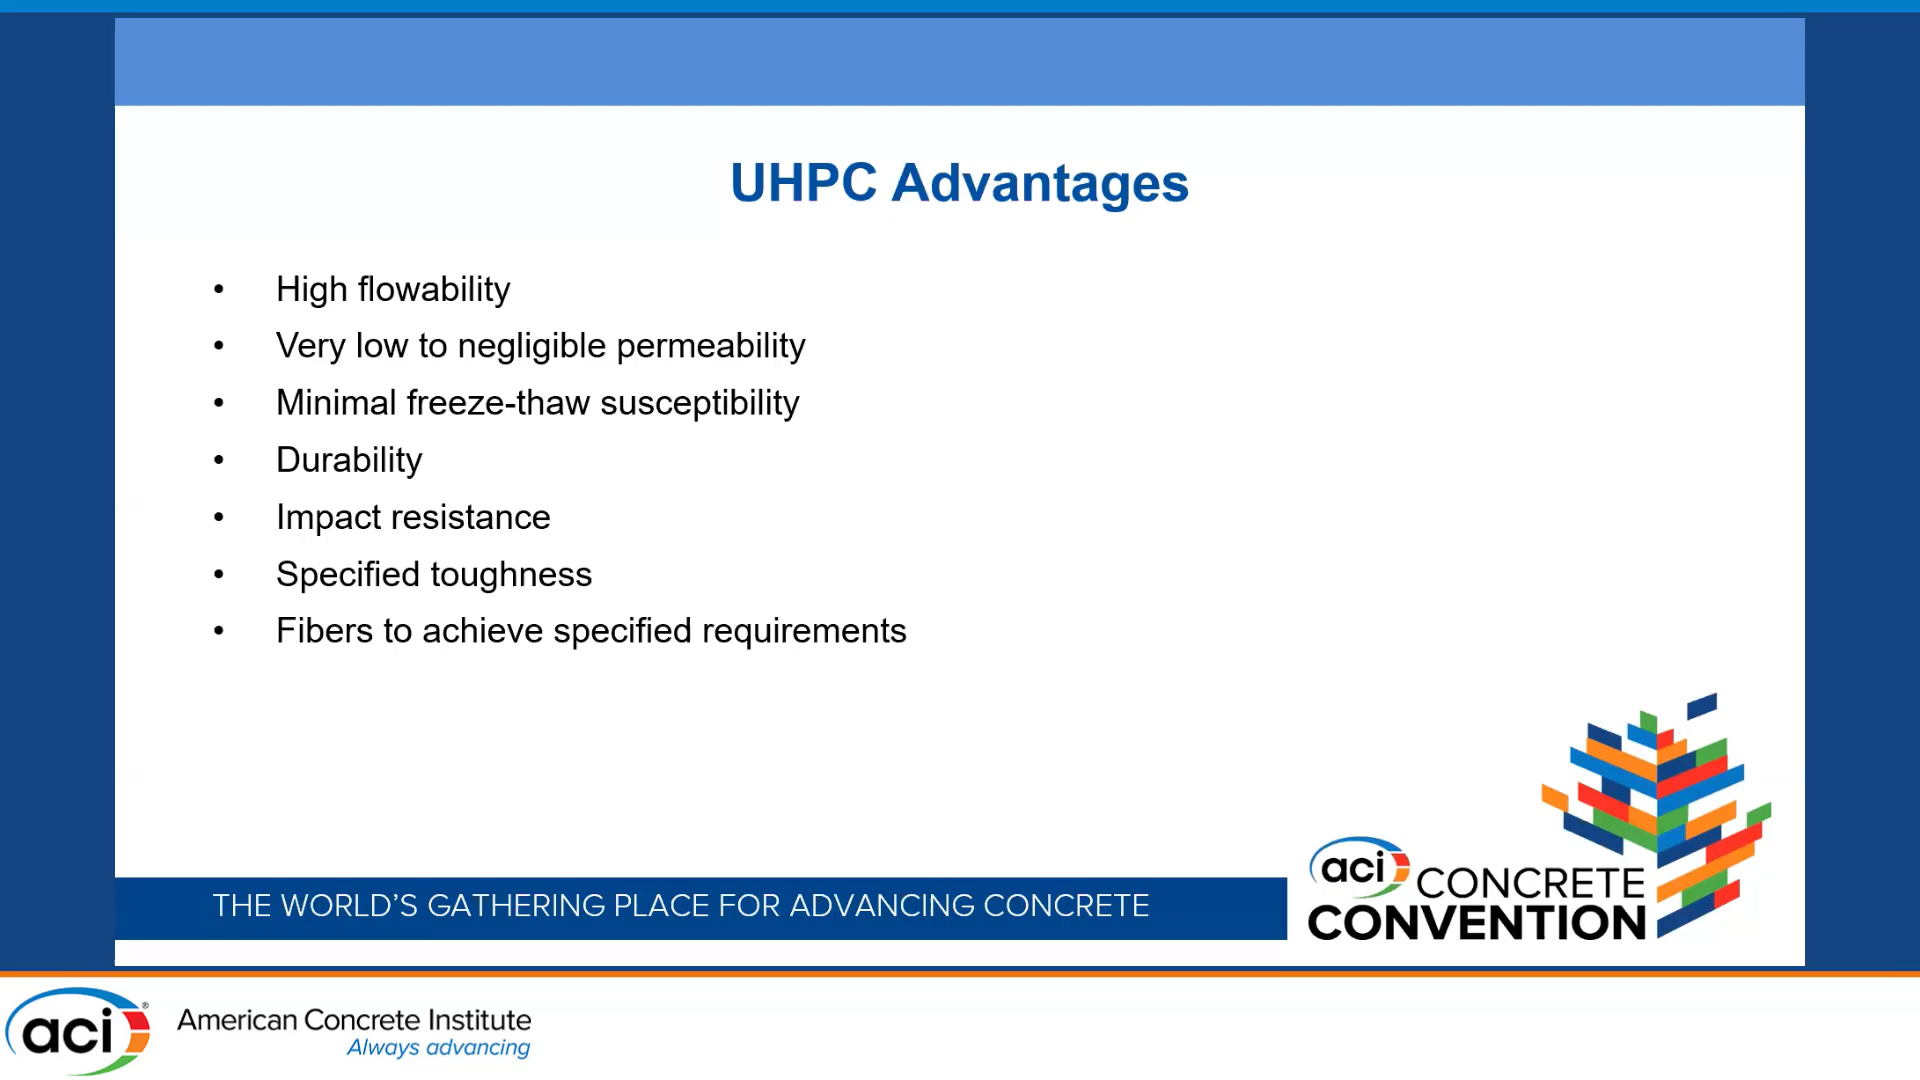 UHPC Advantages
• High flowability
• Very low to negligible permeability
• Minimal freeze-thaw susceptibility
• Durability
• Impact resistance
• Specified toughness
• Fibers to achieve specified requirements
THE WORLD'S GATHERING PLACE FOR ADVANCING CONCRETE
aci CONCRETE
CONVENTION
aci® American Concrete Institute
Always advancing